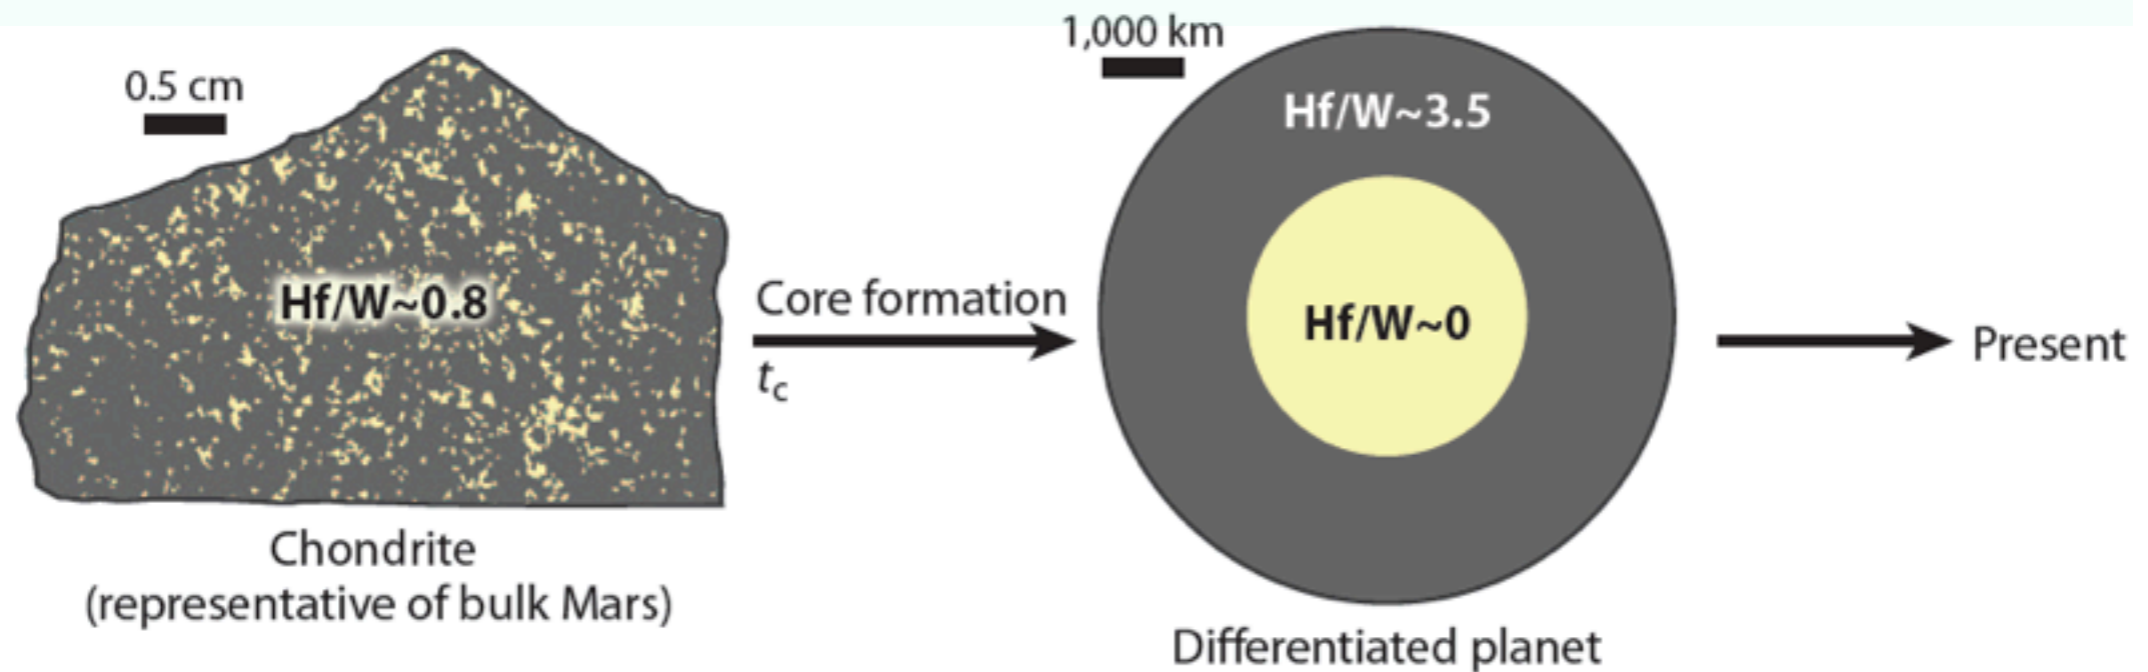 0.5 cm
Hf/W~0.8
Chondrite
(representative of bulk Mars)
Core formation
t_c
1,000 km
Hf/W~3.5
Hf/W~0
Differentiated planet
Present